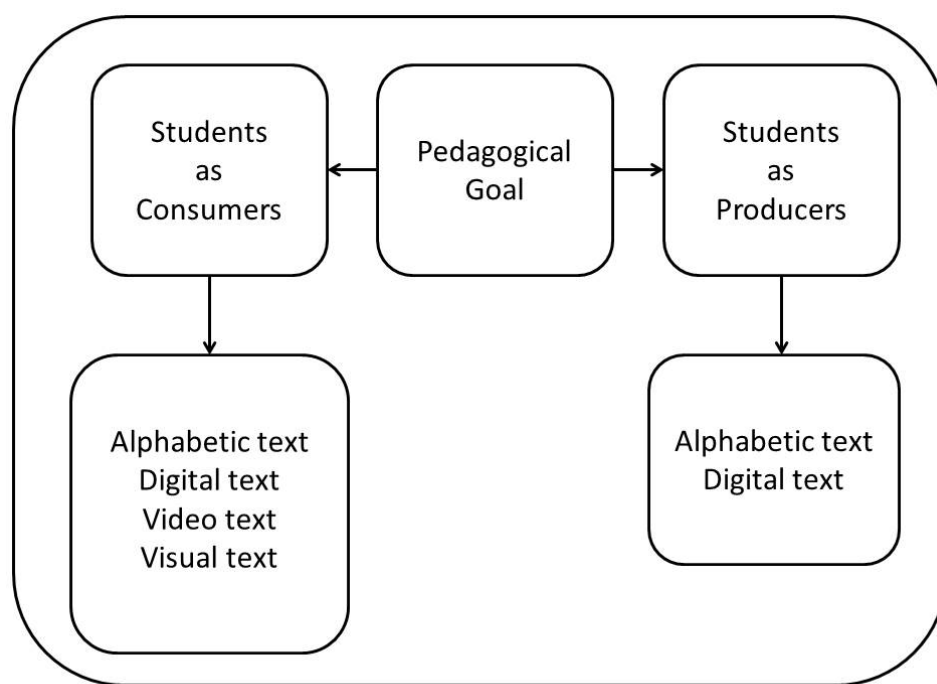 Students
as
Consumers
Pedagogical
Goal
Students
as
Producers
Alphabetic text
Digital text
Video text
Visual text
Alphabetic text
Digital text